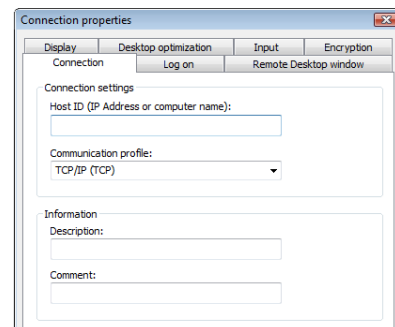 Connection properties
Display Desktop optimization Input Encryption
Connection Log on Remote Desktop window
Connection settings
Host ID (IP Address or computer name):
Communication profile:
TCP/IP (TCP)
Information
Description:
Comment: